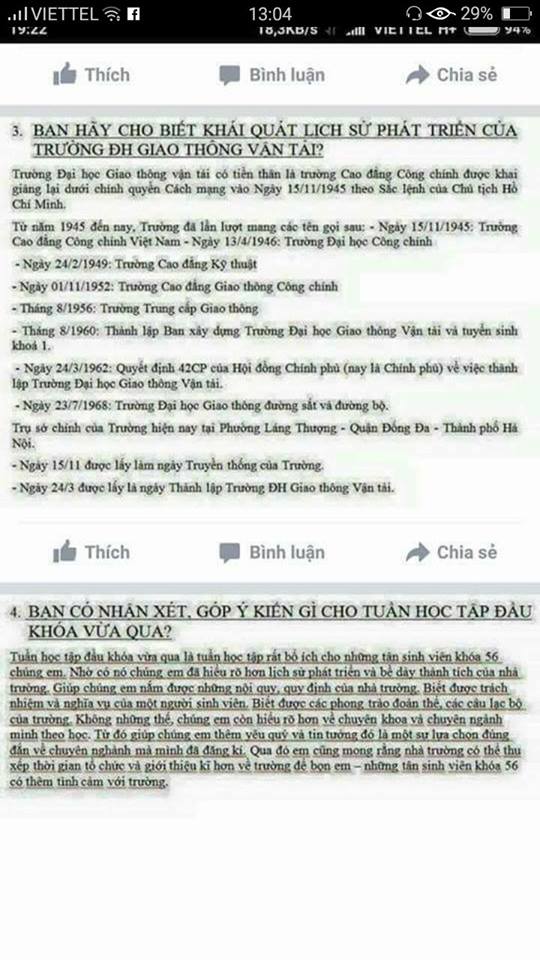 VIETTEL 13:04 29%
19:22 18,3KB/s VIETTEL H+ 94%
Thích Bình luận Chia sẻ
3. BẠN HÃY CHO BIẾT KHÁI QUÁT LỊCH SỬ PHÁT TRIỂN CỦA
TRƯỜNG ĐH GIAO THÔNG VẬN TẢI?
Trường Đại học Giao thông vận tải có tiền thân là trường Cao đẳng Công chính được khai
giảng lại dưới chính quyền Cách mạng vào Ngày 15/11/1945 theo Sắc lệnh của Chủ tịch Hồ
Chí Minh.
Từ năm 1945 đến nay, Trường đã lần lượt mang các tên gọi sau: - Ngày 15/11/1945: Trường
Cao đẳng Công chính Việt Nam - Ngày 13/4/1946: Trường Đại học Công chính
- Ngày 24/2/1949: Trường Cao đẳng Kỹ thuật
- Ngày 01/11/1952: Trường Cao đẳng Giao thông Công chính
- Tháng 8/1956: Trường Trung cấp Giao thông
- Tháng 8/1960: Thành lập Ban xây dựng Trường Đại học Giao thông Vận tải và tuyển sinh
khoá 1.
- Ngày 24/3/1962: Quyết định 42CP của Hội đồng Chính phủ (nay là Chính phủ) về việc thành
lập Trường Đại học Giao thông Vận tải.
- Ngày 23/7/1968: Trường Đại học Giao thông đường sắt và đường bộ.
Trụ sở chính của Trường hiện nay tại Phường Láng Thượng - Quận Đống Đa - Thành phố Hà
Nội.
- Ngày 15/11 được lấy làm ngày Truyền thống của Trường.
- Ngày 24/3 được lấy là ngày Thành lập Trường ĐH Giao thông Vận tải.
Thích Bình luận Chia sẻ
4. BẠN CÓ NHẬN XÉT, GÓP Ý KIẾN GÌ CHO TUẦN HỌC TẬP ĐẦU
KHÓA VỪA QUA?
Tuần học tập đầu khóa vừa qua là tuần học tập rất bổ ích cho những tân sinh viên khóa 56
chúng em. Nhờ có nó chúng em đã hiểu rõ hơn lịch sử phát triển và bề dày thành tích của nhà
trường. Giúp chúng em nắm được những nội quy, quy định của nhà trường. Biết được trách
nhiệm và nghĩa vụ của một người sinh viên. Biết được các phong trào đoàn thể, các câu lạc bộ
của trường. Không những thế, chúng em còn hiểu rõ hơn về chuyên khoa và chuyên ngành
mình theo học. Từ đó giúp chúng em thêm yêu quý và tin tưởng đó là một sự lựa chọn đúng
đắn về chuyên nghành mà mình đã đăng kí. Qua đó em cũng mong rằng nhà trường có thể thu
xếp thời gian tổ chức và giới thiệu kĩ hơn về trường để bọn em – những tân sinh viên khóa 56
có thêm tình cảm với trường.